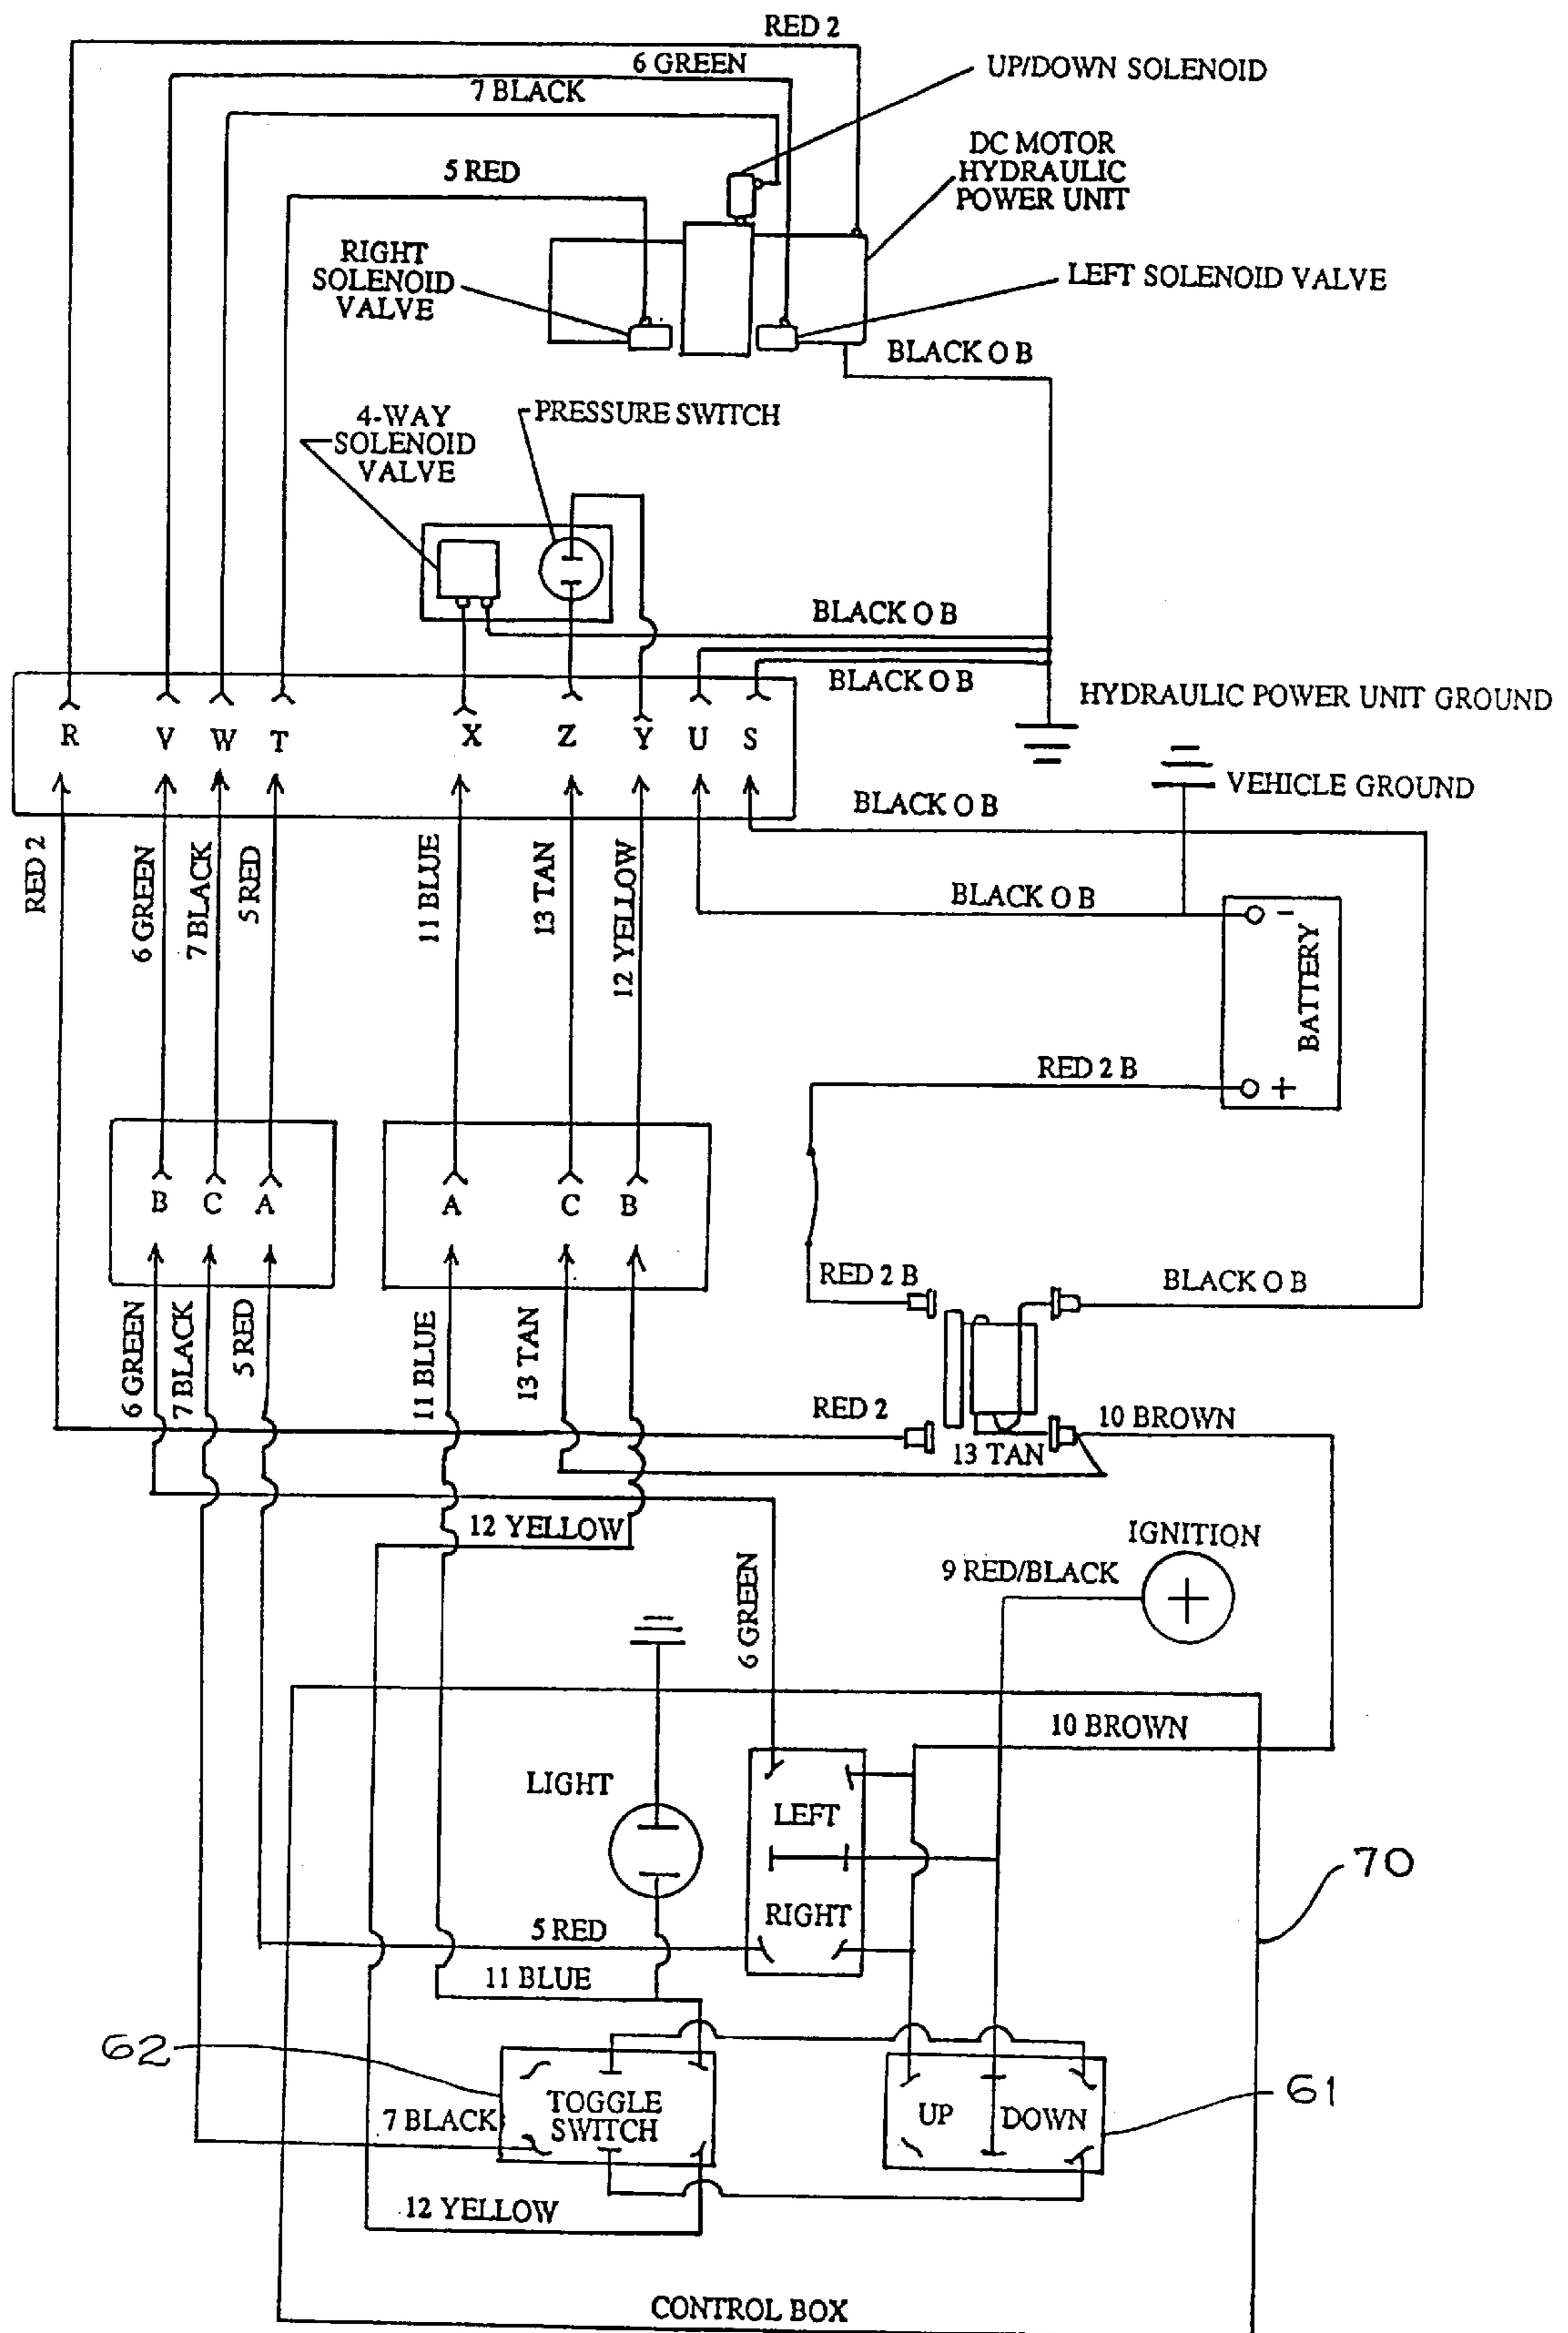 RED 2
6 GREEN
UP/DOWN SOLENOID
7 BLACK
DC MOTOR
HYDRAULIC
POWER UNIT
5 RED
RIGHT
SOLENOID
VALVE
LEFT SOLENOID VALVE
BLACK O B
4-WAY
SOLENOID
VALVE
PRESSURE SWITCH
BLACK O B
BLACK O B
HYDRAULIC POWER UNIT GROUND
R V W T X Z Y U S
VEHICLE GROUND
BLACK O B
RED 2
6 GREEN
7 BLACK
5 RED
11 BLUE
13 TAN
12 YELLOW
BLACK O B
-
BATTERY
+
RED 2 B
B C A
A C B
RED 2 B
BLACK O B
6 GREEN
7 BLACK
5 RED
11 BLUE
13 TAN
RED 2
10 BROWN
13 TAN
12 YELLOW
IGNITION
9 RED/BLACK
6 GREEN
10 BROWN
LIGHT
LEFT
70
RIGHT
5 RED
11 BLUE
62
TOGGLE
SWITCH
7 BLACK
UP DOWN
61
12 YELLOW
CONTROL BOX